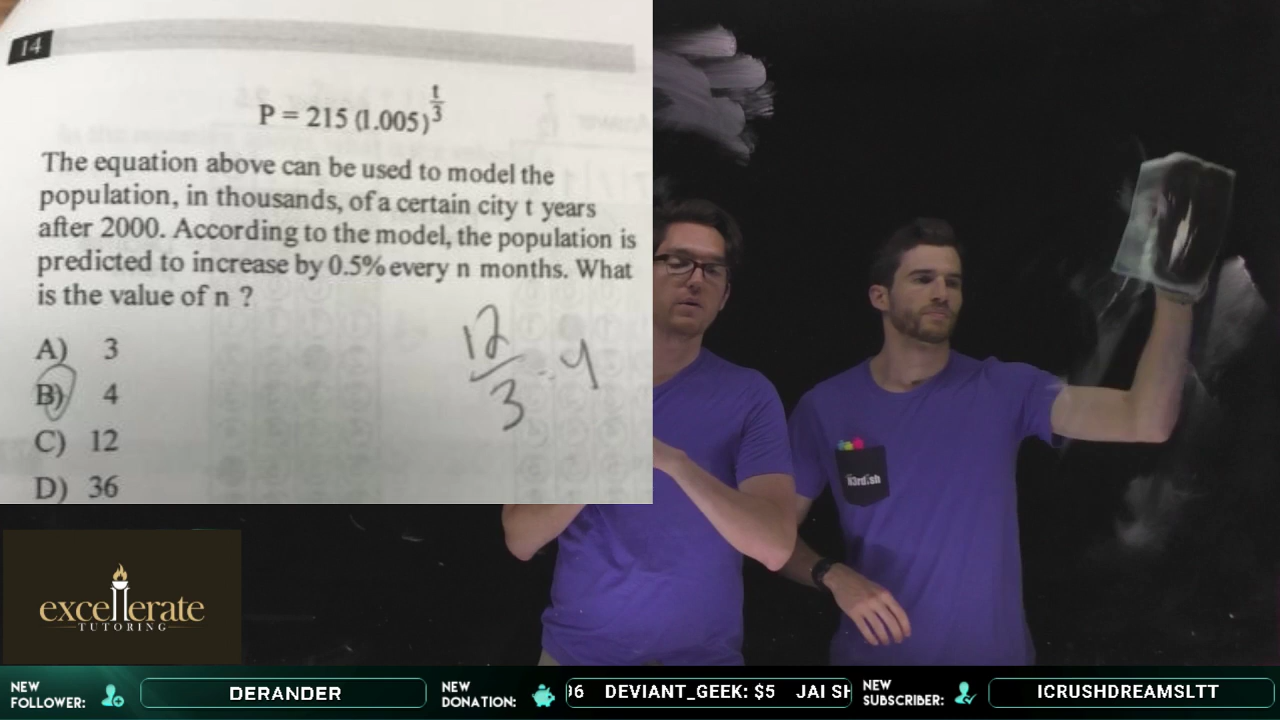 14
P = 215 (1.005)^(t/3)
The equation above can be used to model the
population, in thousands, of a certain city t years
after 2000. According to the model, the population is
predicted to increase by 0.5% every n months. What
is the value of n ?
A) 3
B) 4
C) 12
D) 36
12
3
4
n3rd:sh
excellerate
TUTORING
NEW
FOLLOWER:
DERANDER
NEW
DONATION:
DEVIANT_GEEK: $5 JAI
NEW
SUBSCRIBER:
ICRUSHDREAMSLTT